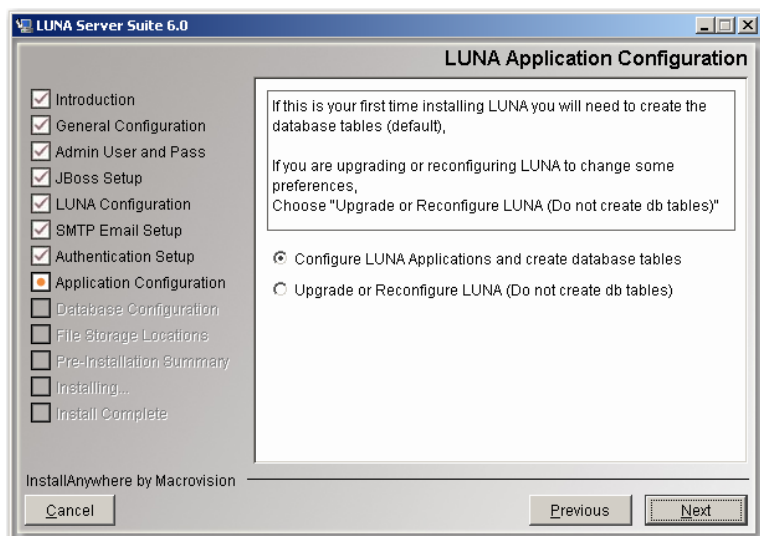 LUNA Server Suite 6.0
LUNA Application Configuration
Introduction
General Configuration
Admin User and Pass
JBoss Setup
LUNA Configuration
SMTP Email Setup
Authentication Setup
Application Configuration
Database Configuration
File Storage Locations
Pre-Installation Summary
Installing...
Install Complete
If this is your first time installing LUNA you will need to create the
database tables (default),
If you are upgrading or reconfiguring LUNA to change some
preferences,
Choose "Upgrade or Reconfigure LUNA (Do not create db tables)"
Configure LUNA Applications and create database tables
Upgrade or Reconfigure LUNA (Do not create db tables)
InstallAnywhere by Macrovision
Cancel
Previous
Next